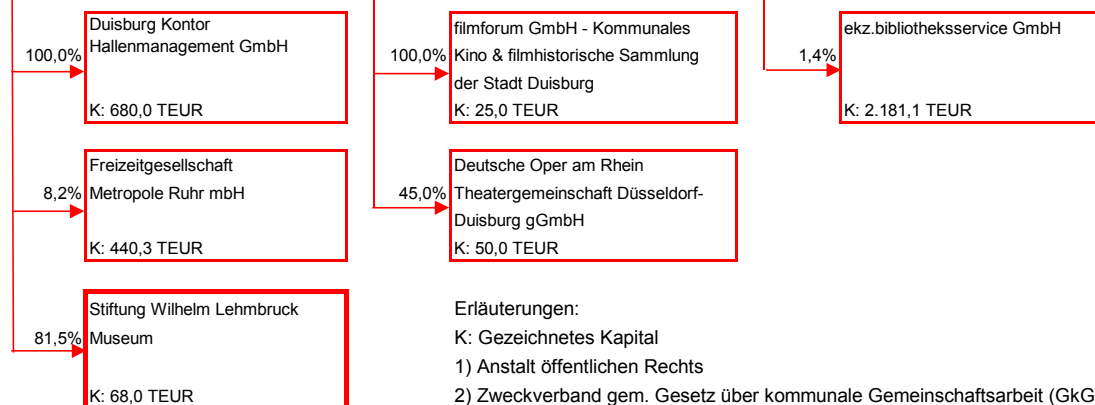 Duisburg Kontor
Hallenmanagement GmbH
100,0%
K: 680,0 TEUR
Freizeitgesellschaft
8,2% Metropole Ruhr mbH
K: 440,3 TEUR
Stiftung Wilhelm Lehmbruck
81,5% Museum
K: 68,0 TEUR
filmforum GmbH - Kommunales
100,0% Kino & filmhistorische Sammlung
der Stadt Duisburg
K: 25,0 TEUR
Deutsche Oper am Rhein
45,0% Theatergemeinschaft Düsseldorf-
Duisburg gGmbH
K: 50,0 TEUR
ekz.bibliotheksservice GmbH
1,4%
K: 2.181,1 TEUR
Erläuterungen:
K: Gezeichnetes Kapital
1) Anstalt öffentlichen Rechts
2) Zweckverband gem. Gesetz über kommunale Gemeinschaftsarbeit (GkG